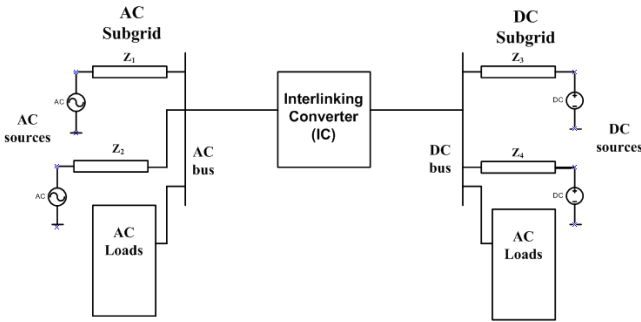 AC
Subgrid
DC
Subgrid
Z1
Z3
AC
AC
sources
Interlinking
Converter
(IC)
DC
DC
sources
Z2
AC
bus
DC
bus
Z4
AC
DC
AC
Loads
AC
Loads